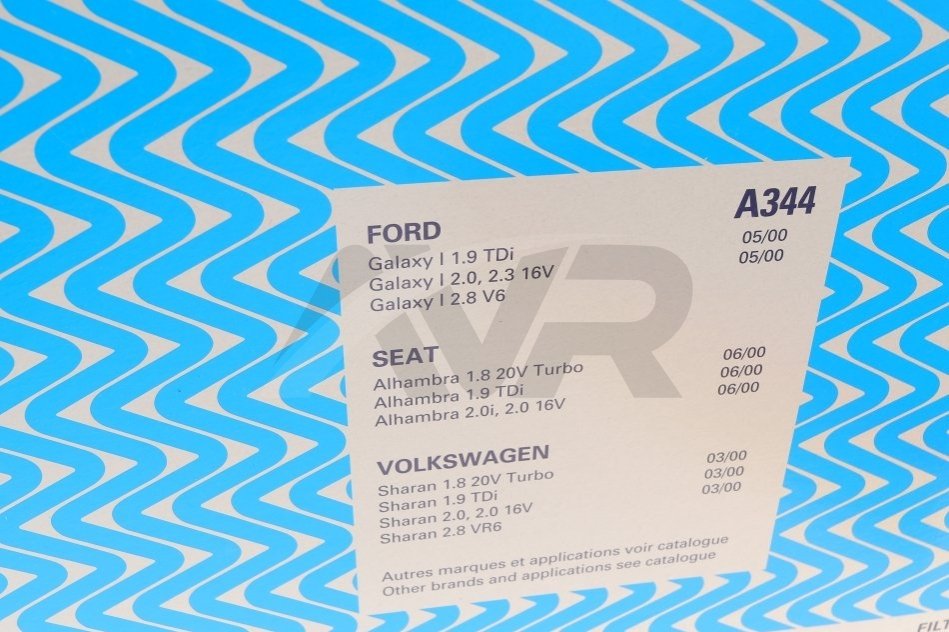 A344
FORD
Galaxy I 1.9 TDi 05/00
Galaxy I 2.0, 2.3 16V 05/00
Galaxy I 2.8 V6
SEAT
Alhambra 1.8 20V Turbo 06/00
Alhambra 1.9 TDi 06/00
Alhambra 2.0i, 2.0 16V 06/00
VOLKSWAGEN
Sharan 1.8 20V Turbo 03/00
Sharan 1.9 TDi 03/00
Sharan 2.0, 2.0 16V 03/00
Sharan 2.8 VR6
Autres marques et applications voir catalogue
Other brands and applications see catalogue